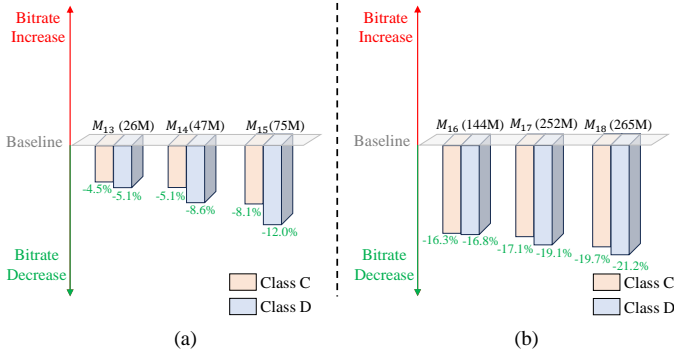 Bitrate
Increase
M13 (26M) M14 (47M) M15 (75M)
Baseline
-4.5%
-5.1%
-5.1%
-8.6%
-8.1%
-12.0%
Bitrate
Decrease
Class C
Class D
(a)
Bitrate
Increase
M16 (144M) M17 (252M) M18 (265M)
Baseline
-16.3%
-16.8%
-17.1%
-19.1%
-19.7%
-21.2%
Bitrate
Decrease
Class C
Class D
(b)